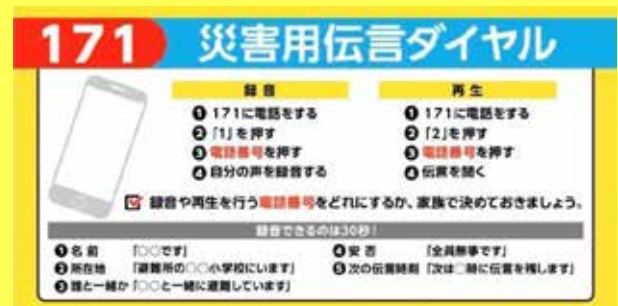 171 災害用伝言ダイヤル
録音
❶ 171に電話をする
❷ 「1」を押す
❸ 電話番号を押す
❹ 自分の声を録音する
再生
❶ 171に電話をする
❷ 「2」を押す
❸ 電話番号を押す
❹ 伝言を聞く
録音や再生を行う電話番号をどれにするか、家族で決めておきましょう。
録音できるのは30秒!
❶ 名前 「○○です」
❷ 所在地 「避難所の○○小学校にいます」
❸ 誰と一緒か 「○○と一緒に避難しています」
❹ 安否 「全員無事です」
❺ 次の伝言時刻 「次は○時に伝言を残します」